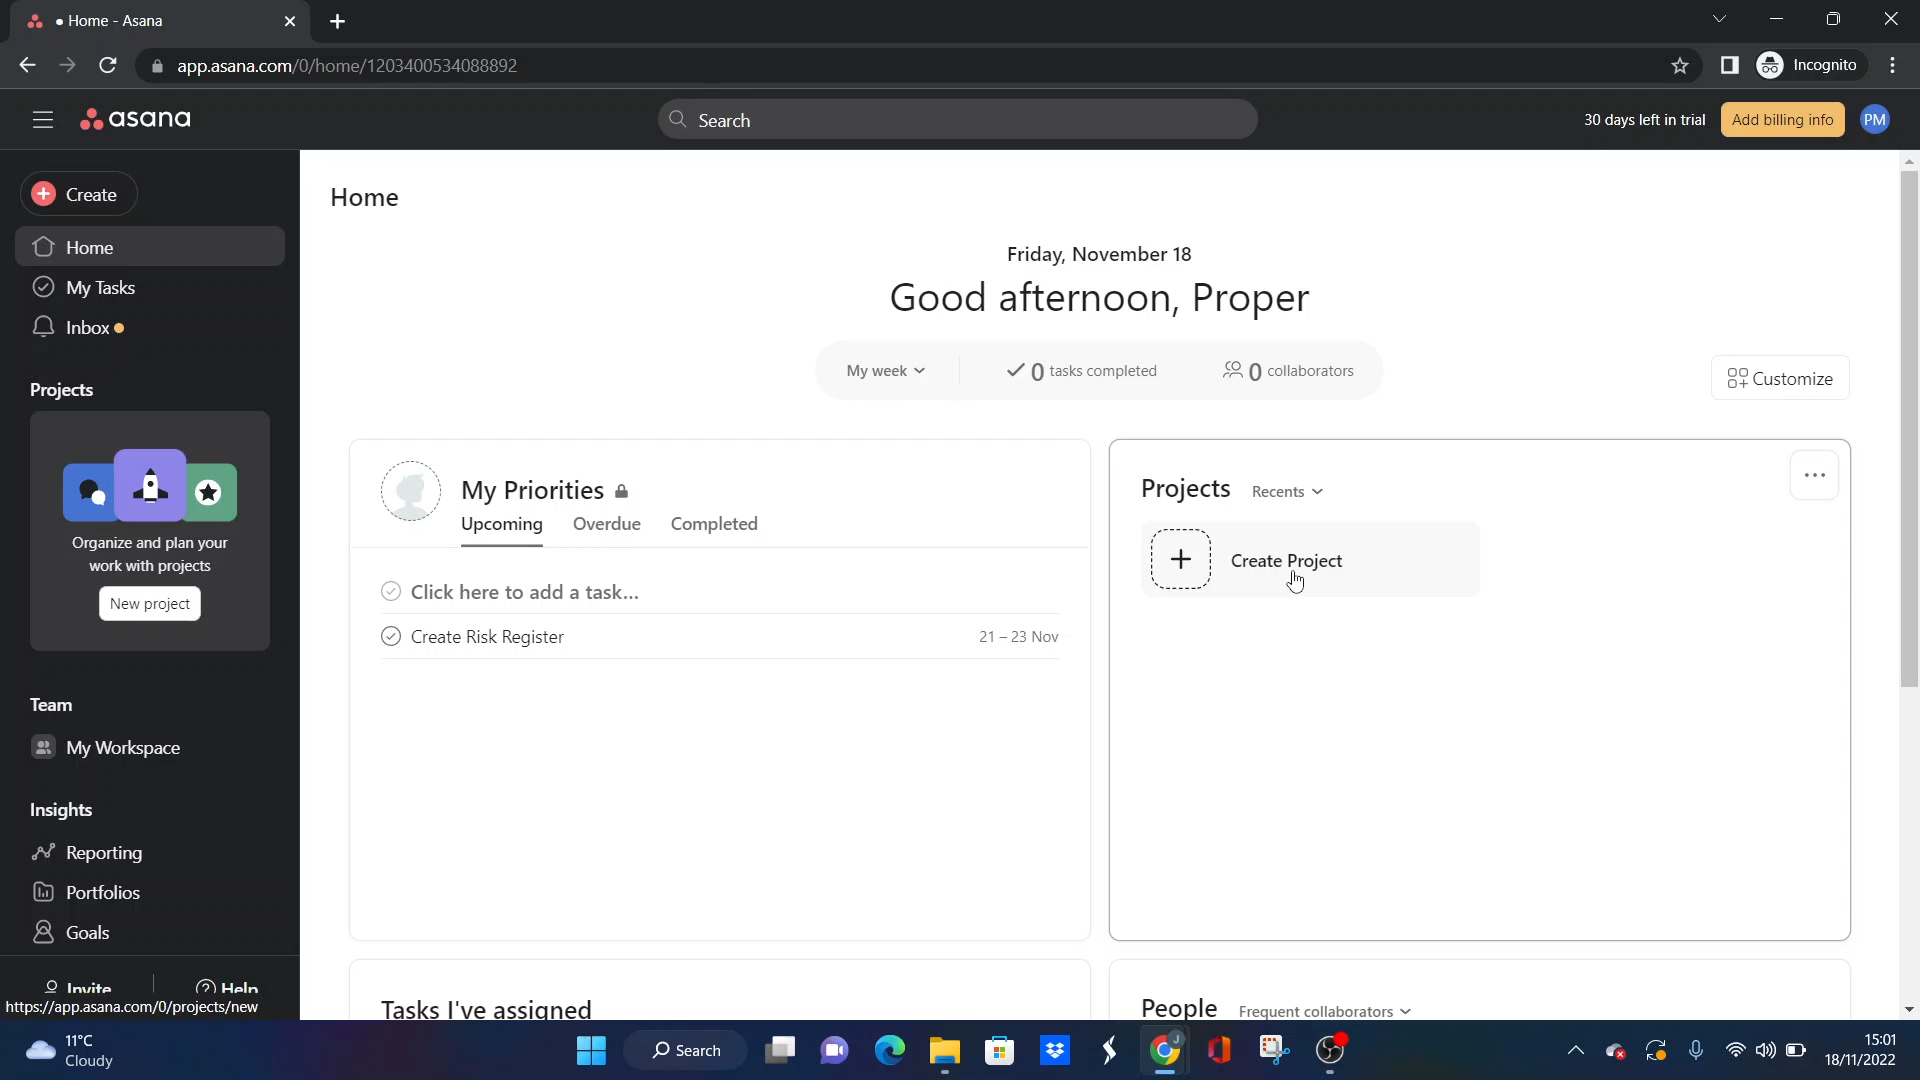 • Home - Asana
app.asana.com/0/home/1203400534088892
Incognito
asana
Search
30 days left in trial
Add billing info
PM
Create
Home
My Tasks
Inbox
Projects
Organize and plan your
work with projects
New project
Team
My Workspace
Insights
Reporting
Portfolios
Goals
Invite
Help
https://app.asana.com/0/projects/new
Home
Friday, November 18
Good afternoon, Proper
My week
0 tasks completed
0 collaborators
Customize
My Priorities
Upcoming Overdue Completed
Click here to add a task...
Create Risk Register 21 – 23 Nov
Projects Recents
Create Project
Tasks I've assigned
People Frequent collaborators
11°C
Cloudy
Search
J
15:01
18/11/2022